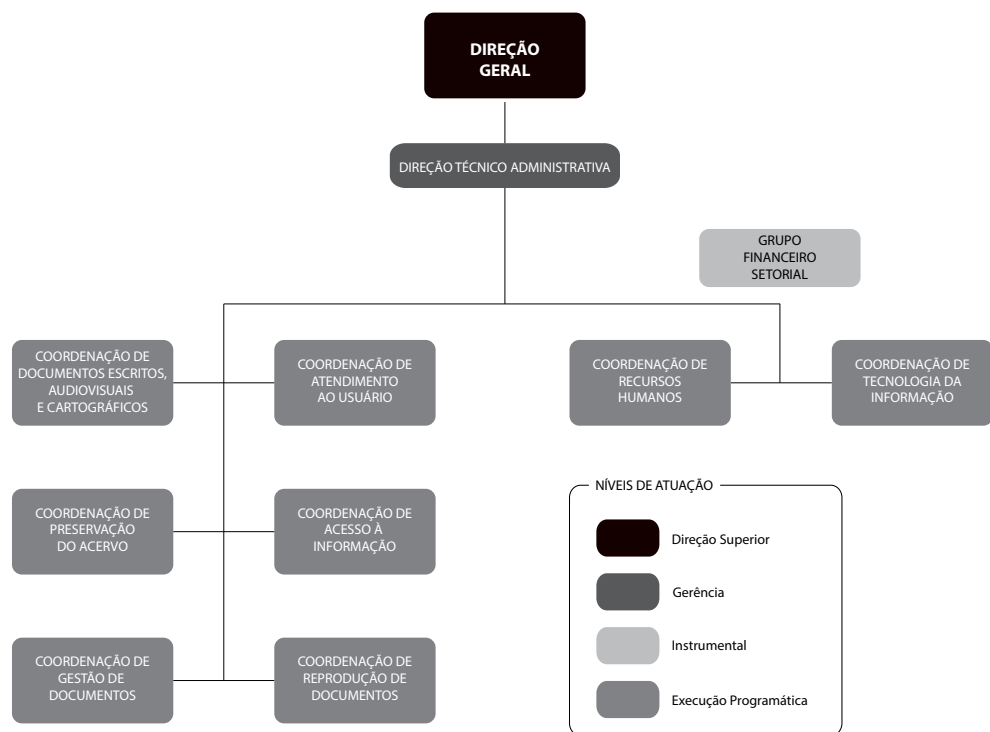 DIREÇÃO
GERAL
DIREÇÃO TÉCNICO ADMINISTRATIVA
GRUPO
FINANCEIRO
SETORIAL
COORDENAÇÃO DE
DOCUMENTOS ESCRITOS,
AUDIOVISUAIS
E CARTOGRÁFICOS
COORDENAÇÃO DE
ATENDIMENTO
AO USUÁRIO
COORDENAÇÃO DE
RECURSOS
HUMANOS
COORDENAÇÃO DE
TECNOLOGIA DA
INFORMAÇÃO
COORDENAÇÃO DE
PRESERVAÇÃO
DO ACERVO
COORDENAÇÃO DE
ACESSO À
INFORMAÇÃO
COORDENAÇÃO DE
GESTÃO DE
DOCUMENTOS
COORDENAÇÃO DE
REPRODUÇÃO DE
DOCUMENTOS
NÍVEIS DE ATUAÇÃO
Direção Superior
Gerência
Instrumental
Execução Programática